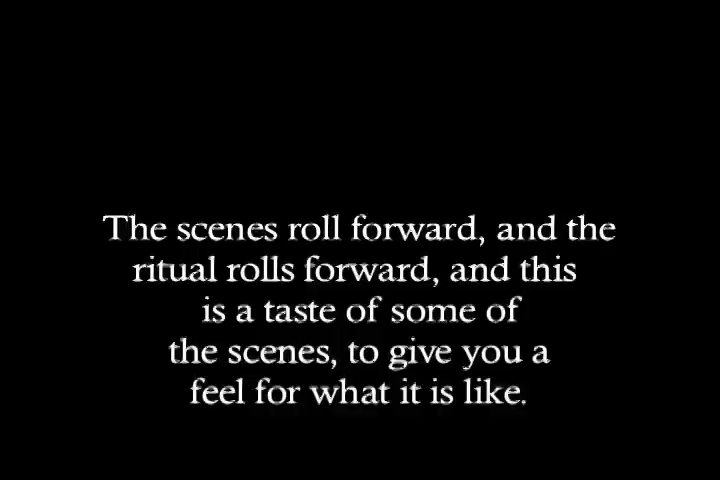 The scenes roll forward, and the
ritual rolls forward, and this
is a taste of some of
the scenes, to give you a
feel for what it is like.